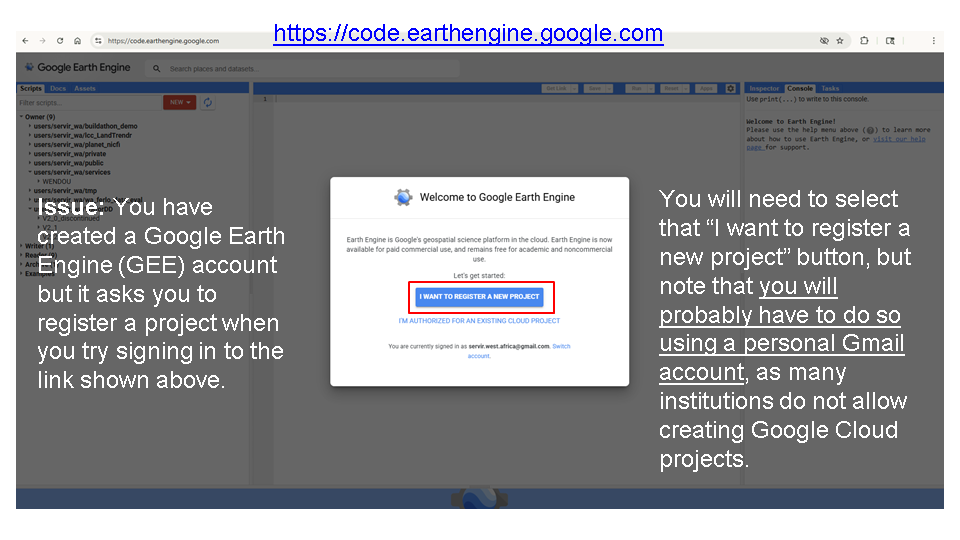 https://code.earthengine.google.com
https://code.earthengine.google.com
Google Earth Engine
Search places and datasets...
Scripts Docs Assets
Filter scripts...
NEW
Owner (9)
users/servir_wa/buildathon_demo
users/servir_wa/lcc_LandTrendr
users/servir_wa/planet_nicfi
users/servir_wa/private
users/servir_wa/public
users/servir_wa/services
WENDOU
users/servir_wa/tmp
V2_0_discontinued
V2_1
Writer (1)
Examples
Get Link Save Run Reset Apps
1
Inspector Console Tasks
Use print(...) to write to this console.
Welcome to Earth Engine!
Please use the help menu above ( ) to learn more
about how to use Earth Engine, or visit our help
page for support.
Issue: You have
created a Google Earth
Engine (GEE) account
but it asks you to
register a project when
you try signing in to the
link shown above.
Welcome to Google Earth Engine
Earth Engine is Google's geospatial science platform in the cloud. Earth Engine is now
available for paid commercial use, and remains free for academic and noncommercial
use.
Let's get started:
I WANT TO REGISTER A NEW PROJECT
I'M AUTHORIZED FOR AN EXISTING CLOUD PROJECT
You are currently signed in as servir.west.africa@gmail.com. Switch
account.
You will need to select
that “I want to register a
new project” button, but
note that you will
probably have to do so
using a personal Gmail
account, as many
institutions do not allow
creating Google Cloud
projects.